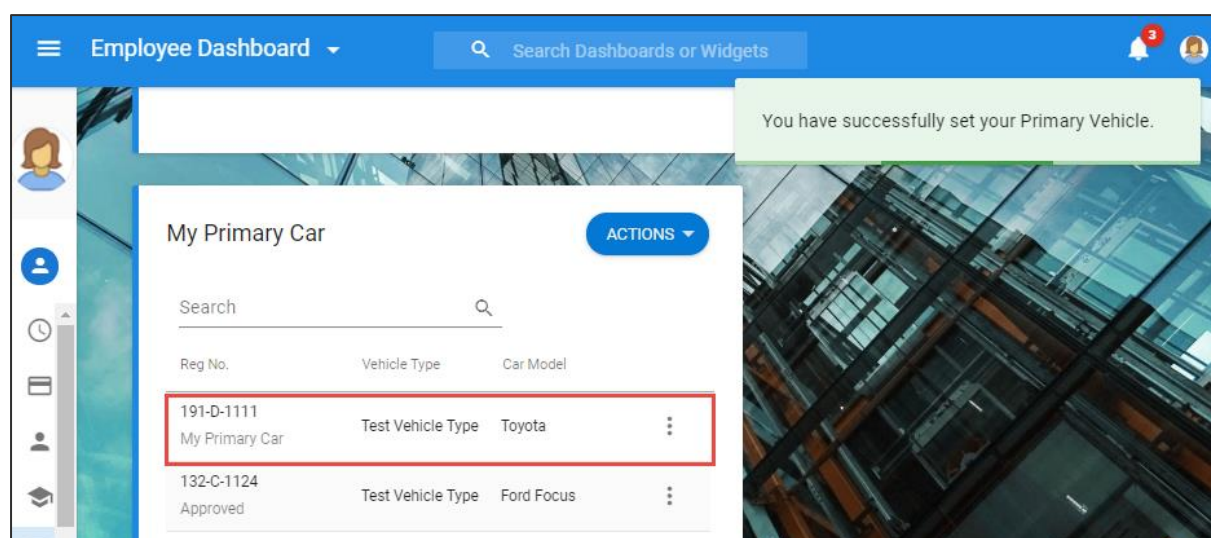 Employee Dashboard
Search Dashboards or Widgets
3
You have successfully set your Primary Vehicle.
My Primary Car
ACTIONS
Search
Reg No. Vehicle Type Car Model
191-D-1111
My Primary Car
Test Vehicle Type Toyota
132-C-1124
Approved
Test Vehicle Type Ford Focus